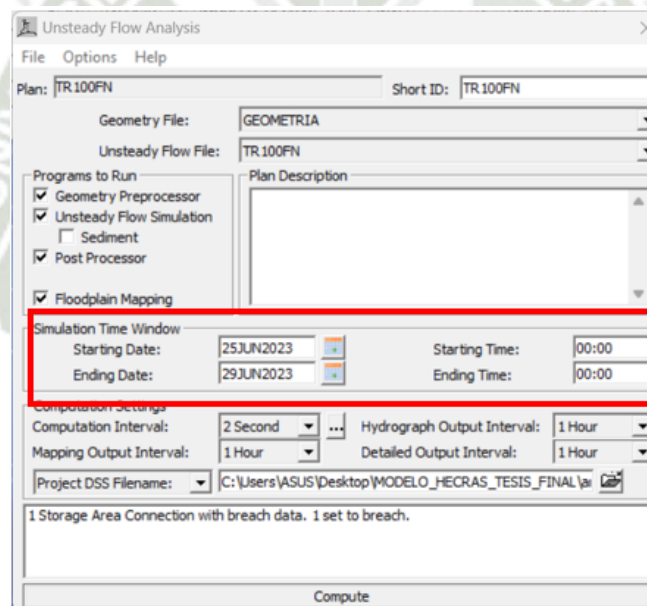 Unsteady Flow Analysis
File Options Help
Plan: TR100FN Short ID: TR100FN
Geometry File: GEOMETRIA
Unsteady Flow File: TR100FN
Programs to Run Plan Description
Geometry Preprocessor
Unsteady Flow Simulation
Sediment
Post Processor
Floodplain Mapping
Simulation Time Window
Starting Date: 25JUN2023 Starting Time: 00:00
Ending Date: 29JUN2023 Ending Time: 00:00
Computation Settings
Computation Interval: 2 Second ... Hydrograph Output Interval: 1 Hour
Mapping Output Interval: 1 Hour Detailed Output Interval: 1 Hour
Project DSS Filename: C:\Users\ASUS\Desktop\MODELO_HECRAS_TESIS_FINAL\
1 Storage Area Connection with breach data. 1 set to breach.
Compute